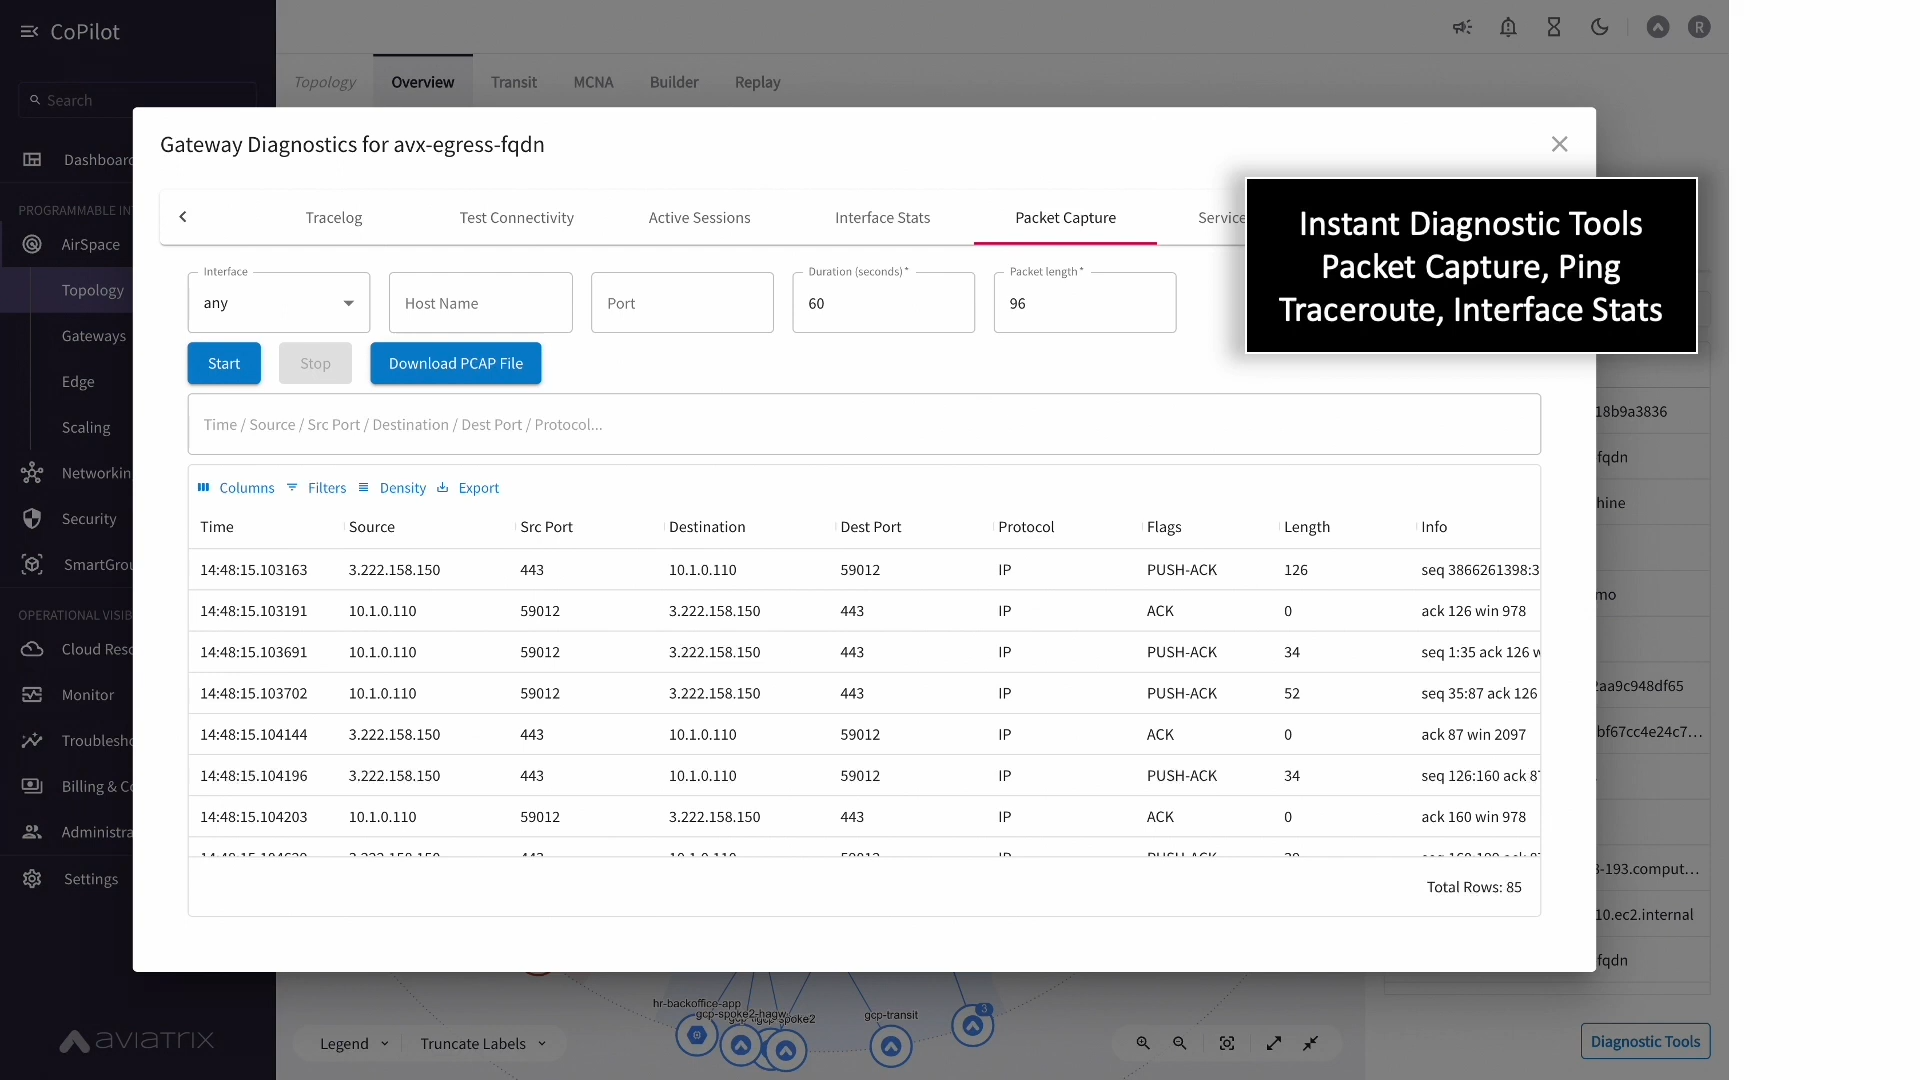 CoPilot
Search
Topology
Overview
Transit
MCNA
Builder
Replay
R
Dashboard
PROGRAMMABLE IN
AirSpace
Topology
Gateways
Edge
Scaling
Networkin
Security
SmartGrou
OPERATIONAL VISIB
Cloud Reso
Monitor
Troublesho
Billing & Co
Administra
Settings
aviatrix
Gateway Diagnostics for avx-egress-fqdn
Tracelog
Test Connectivity
Active Sessions
Interface Stats
Packet Capture
Service
Instant Diagnostic Tools
Packet Capture, Ping
Traceroute, Interface Stats
Interface
any
Host Name
Port
Duration (seconds) *
60
Packet length *
96
Start
Stop
Download PCAP File
Time / Source / Src Port / Destination / Dest Port / Protocol...
Columns
Filters
Density
Export
Time Source Src Port Destination Dest Port Protocol Flags Length Info
14:48:15.103163 3.222.158.150 443 10.1.0.110 59012 IP PUSH-ACK 126 seq 3866261398:3
14:48:15.103191 10.1.0.110 59012 3.222.158.150 443 IP ACK 0 ack 126 win 978
14:48:15.103691 10.1.0.110 59012 3.222.158.150 443 IP PUSH-ACK 34 seq 1:35 ack 126 w
14:48:15.103702 10.1.0.110 59012 3.222.158.150 443 IP PUSH-ACK 52 seq 35:87 ack 126
14:48:15.104144 3.222.158.150 443 10.1.0.110 59012 IP ACK 0 ack 87 win 2097
14:48:15.104196 3.222.158.150 443 10.1.0.110 59012 IP PUSH-ACK 34 seq 126:160 ack 87
14:48:15.104203 10.1.0.110 59012 3.222.158.150 443 IP ACK 0 ack 160 win 978
Total Rows: 85
18b9a3836
fqdn
hine
mo
2aa9c948df65
bf67cc4e24c7...
3-193.comput...
10.ec2.internal
fqdn
hr-backoffice-app
gcp-spoke2-hagw
spoke2
gcp-transit
3
Legend
Truncate Labels
Diagnostic Tools